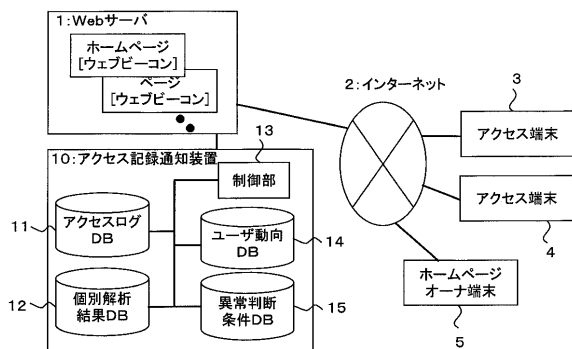 1:Webサーバ
ホームページ
[ウェブビーコン]
ページ
[ウェブビーコン]
2:インターネット
3
アクセス端末
アクセス端末
4
ホームページ
オーナ端末
5
10:アクセス記録通知装置
13
制御部
11
アクセスログ
DB
ユーザ動向
DB
14
12
個別解析
結果DB
異常判断
条件DB
15